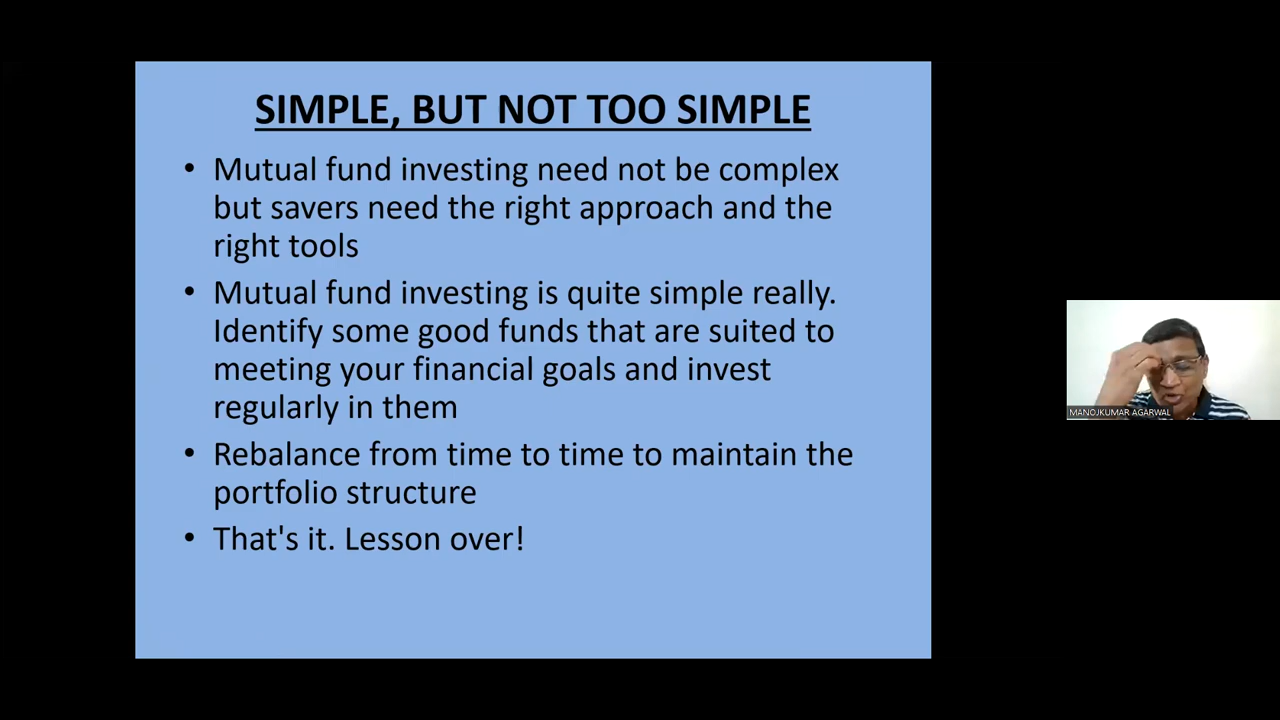 SIMPLE, BUT NOT TOO SIMPLE
• Mutual fund investing need not be complex
but savers need the right approach and the
right tools
• Mutual fund investing is quite simple really.
Identify some good funds that are suited to
meeting your financial goals and invest
regularly in them
• Rebalance from time to time to maintain the
portfolio structure
• That's it. Lesson over!
MANOJKUMAR AGARWAL